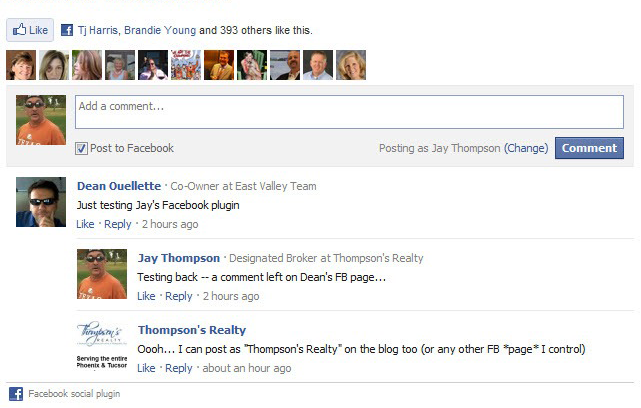 Like TJ Harris, Brandie Young and 393 others like this.
Add a comment...
Post to Facebook Posting as Jay Thompson (Change) Comment
Dean Ouellette · Co-Owner at East Valley Team
Just testing Jay's Facebook plugin
Like · Reply · 2 hours ago
Jay Thompson · Designated Broker at Thompson's Realty
Testing back -- a comment left on Dean's FB page...
Like · Reply · 2 hours ago
Thompson's
REALTY
Serving the entire
Phoenix & Tucson
Thompson's Realty
Oooh... I can post as "Thompson's Realty" on the blog too (or any other FB *page* I control)
Like · Reply · about an hour ago
Facebook social plugin